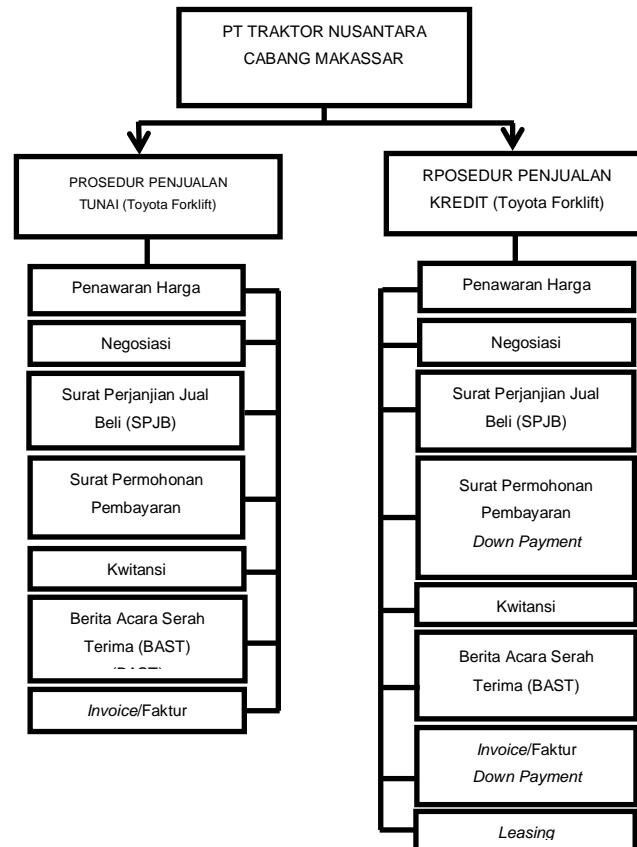 PT TRAKTOR NUSANTARA
CABANG MAKASSAR
PROSEDUR PENJUALAN
TUNAI (Toyota Forklift)
Penawaran Harga
Negosiasi
Surat Perjanjian Jual
Beli (SPJB)
Surat Permohonan
Pembayaran
Kwitansi
Berita Acara Serah
Terima (BAST)
(BAST)
Invoice/Faktur
RPOSEDUR PENJUALAN
KREDIT (Toyota Forklift)
Penawaran Harga
Negosiasi
Surat Perjanjian Jual
Beli (SPJB)
Surat Permohonan
Pembayaran
Down Payment
Kwitansi
Berita Acara Serah
Terima (BAST)
Invoice/Faktur
Down Payment
Leasing